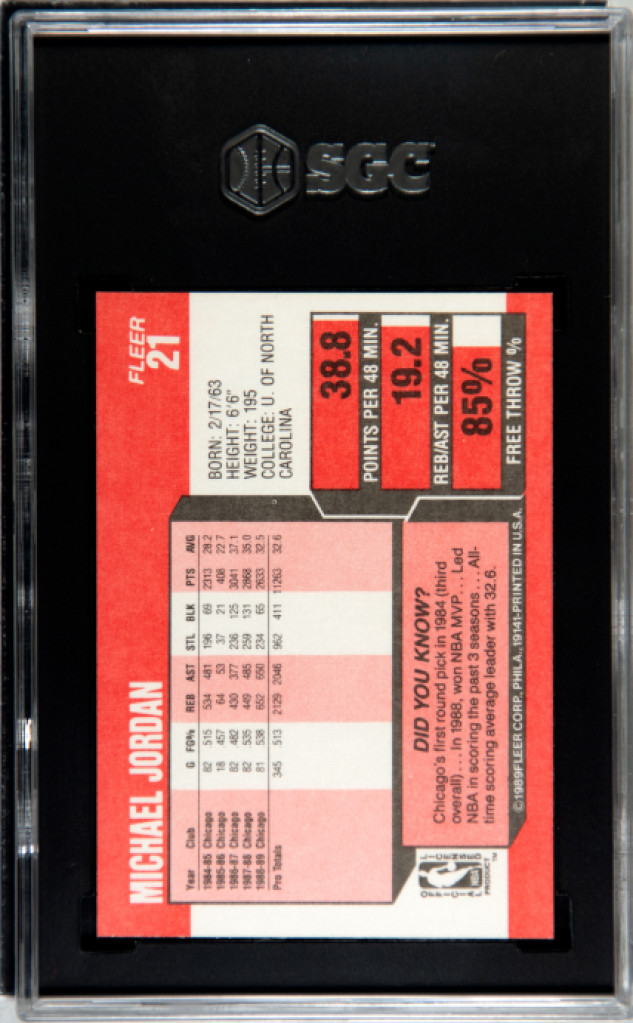 SGC
MICHAEL JORDAN
FLEER
21
Year Club G FG% REB AST STL BLK PTS AVG
1984-85 Chicago 82 515 534 481 196 69 2313 28.2
1985-86 Chicago 18 457 64 53 37 21 408 22.7
1986-87 Chicago 82 482 430 377 236 125 3041 37.1
1987-88 Chicago 82 535 449 485 259 131 2868 35.0
1988-89 Chicago 81 538 652 650 234 65 2633 32.5
Pro Totals 345 513 2129 2046 962 411 11263 32.6
BORN: 2/17/63
HEIGHT: 6'6"
WEIGHT: 195
COLLEGE: U. OF NORTH
CAROLINA
38.8
POINTS PER 48 MIN.
19.2
REB/AST PER 48 MIN.
85%
FREE THROW %
DID YOU KNOW?
Chicago's first round pick in 1984 (third
overall) . . . In 1988, won NBA MVP . . . Led
NBA in scoring the past 3 seasons . . . All-
time scoring average leader with 32.6.
OFFICIAL
LICENSED
NBA
PRODUCT™
©1989FLEER CORP., PHILA., 19141-PRINTED IN U.S.A.